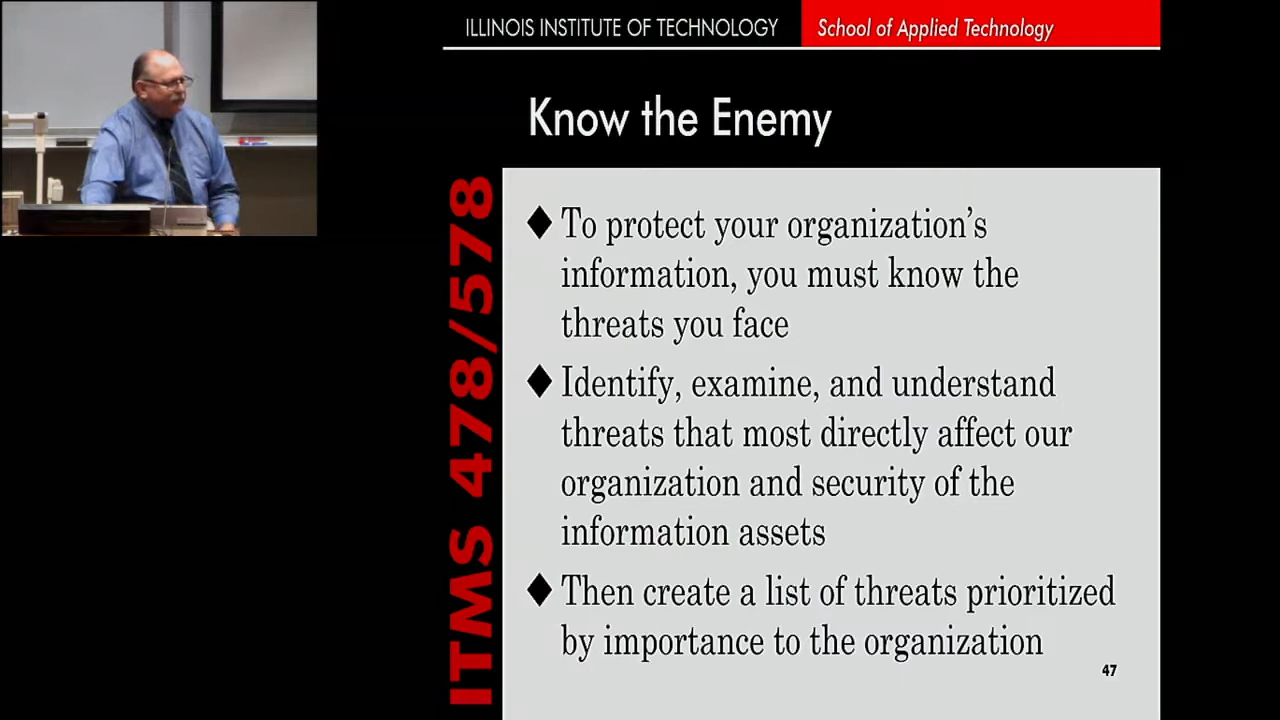 ILLINOIS INSTITUTE OF TECHNOLOGY School of Applied Technology
Know the Enemy
ITMS 478/578
♦ To protect your organization’s
information, you must know the
threats you face
♦ Identify, examine, and understand
threats that most directly affect our
organization and security of the
information assets
♦ Then create a list of threats prioritized
by importance to the organization
47